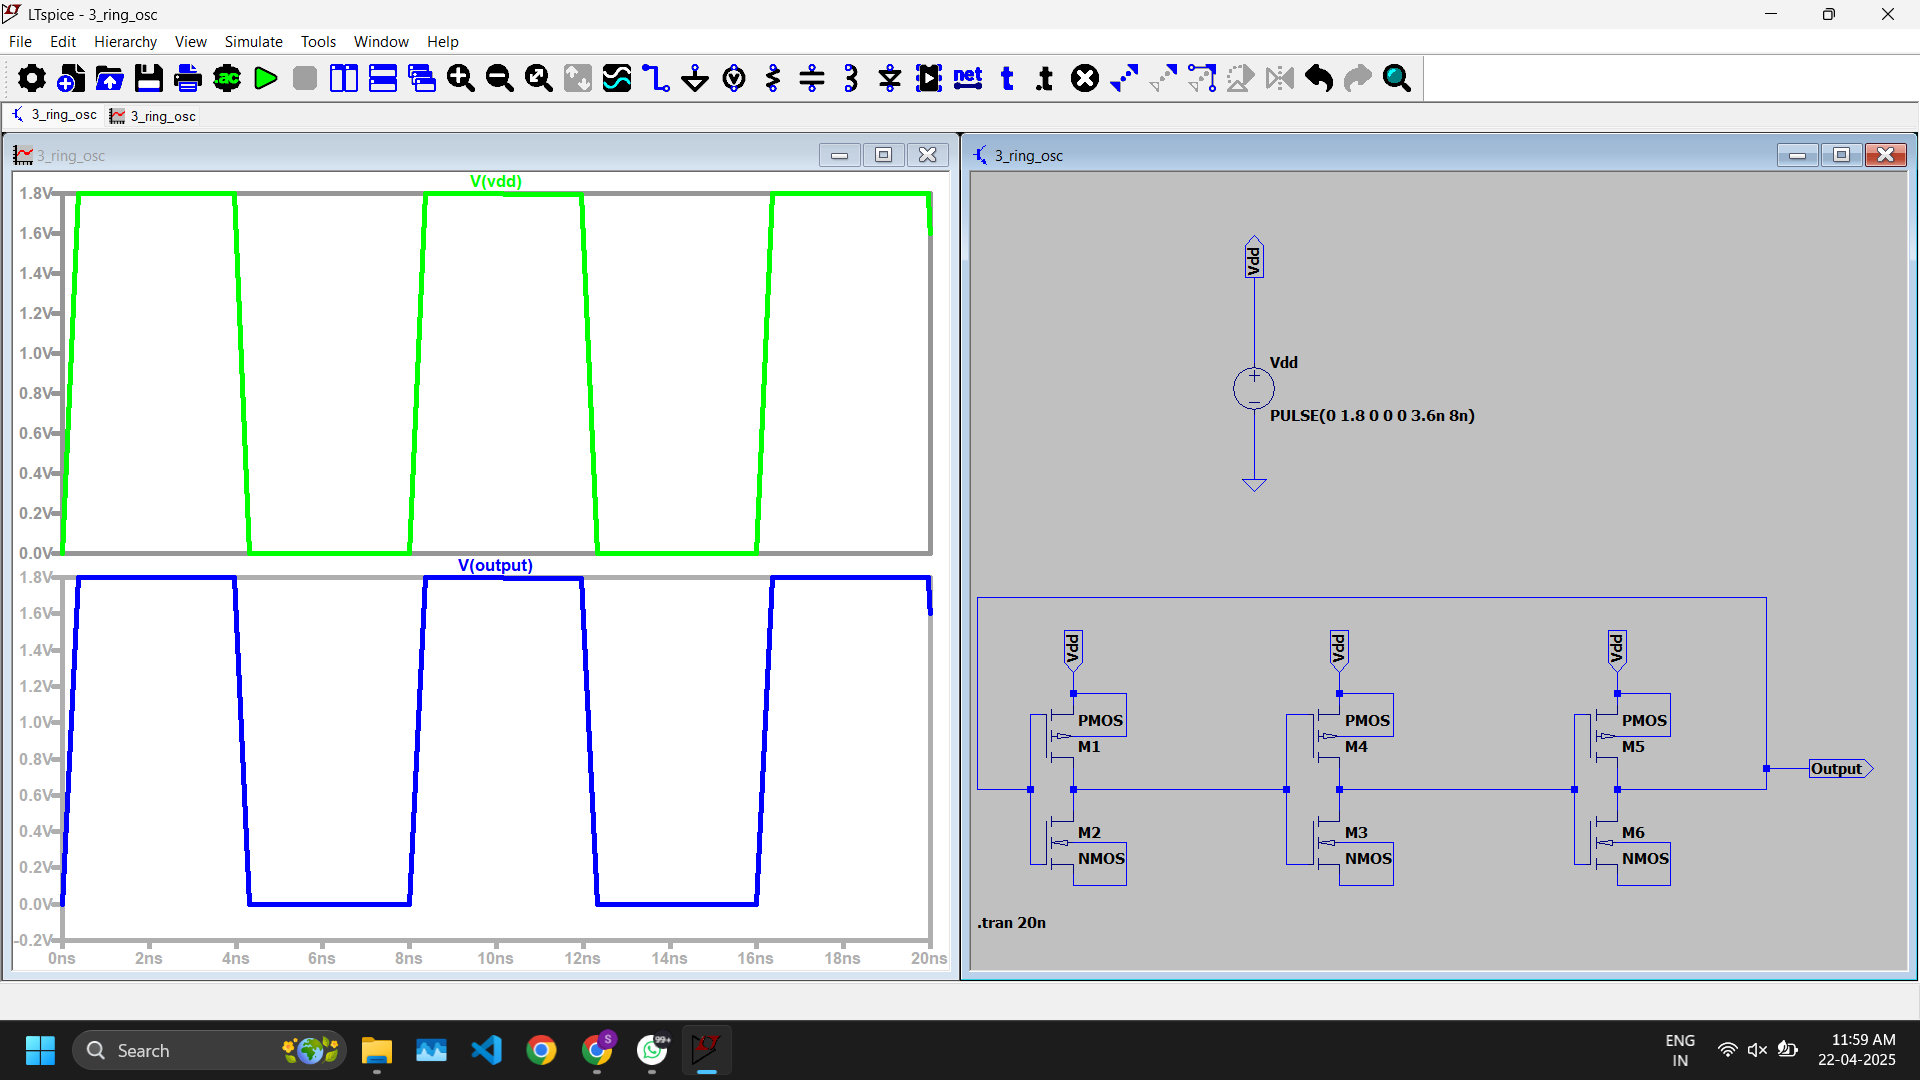 LTspice - 3_ring_osc
File Edit Hierarchy View Simulate Tools Window Help
.ac
net
t
.t
3_ring_osc
3_ring_osc
3_ring_osc
V(vdd)
1.8V
1.6V
1.4V
1.2V
1.0V
0.8V
0.6V
0.4V
0.2V
0.0V
V(output)
1.8V
1.6V
1.4V
1.2V
1.0V
0.8V
0.6V
0.4V
0.2V
0.0V
-0.2V
0ns 2ns 4ns 6ns 8ns 10ns 12ns 14ns 16ns 18ns 20ns
3_ring_osc
Vdd
Vdd
PULSE(0 1.8 0 0 0 3.6n 8n)
Vdd Vdd Vdd
PMOS PMOS PMOS
M1 M4 M5
Output
M2 M3 M6
NMOS NMOS NMOS
.tran 20n
Search
S
99+
ENG
IN
11:59 AM
22-04-2025